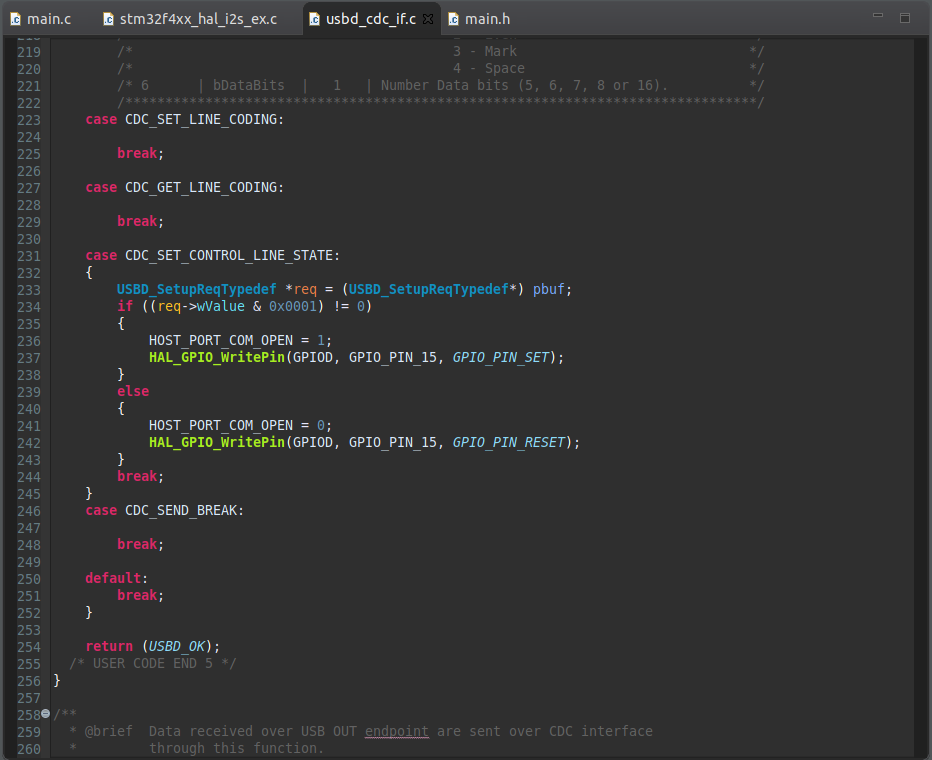 main.c stm32f4xx_hal_i2s_ex.c usbd_cdc_if.c main.h
219 /* 3 - Mark */
220 /* 4 - Space */
221 /* 6 | bDataBits | 1 | Number Data bits (5, 6, 7, 8 or 16). */
222 /*******************************************************************************/
223 case CDC_SET_LINE_CODING:
224
225 break;
226
227 case CDC_GET_LINE_CODING:
228
229 break;
230
231 case CDC_SET_CONTROL_LINE_STATE:
232 {
233 USBD_SetupReqTypedef *req = (USBD_SetupReqTypedef*) pbuf;
234 if ((req->wValue & 0x0001) != 0)
235 {
236 HOST_PORT_COM_OPEN = 1;
237 HAL_GPIO_WritePin(GPIOD, GPIO_PIN_15, GPIO_PIN_SET);
238 }
239 else
240 {
241 HOST_PORT_COM_OPEN = 0;
242 HAL_GPIO_WritePin(GPIOD, GPIO_PIN_15, GPIO_PIN_RESET);
243 }
244 break;
245 }
246 case CDC_SEND_BREAK:
247
248 break;
249
250 default:
251 break;
252 }
253
254 return (USBD_OK);
255 /* USER CODE END 5 */
256 }
257
258 /**
259 * @brief Data received over USB OUT endpoint are sent over CDC interface
260 * through this function.